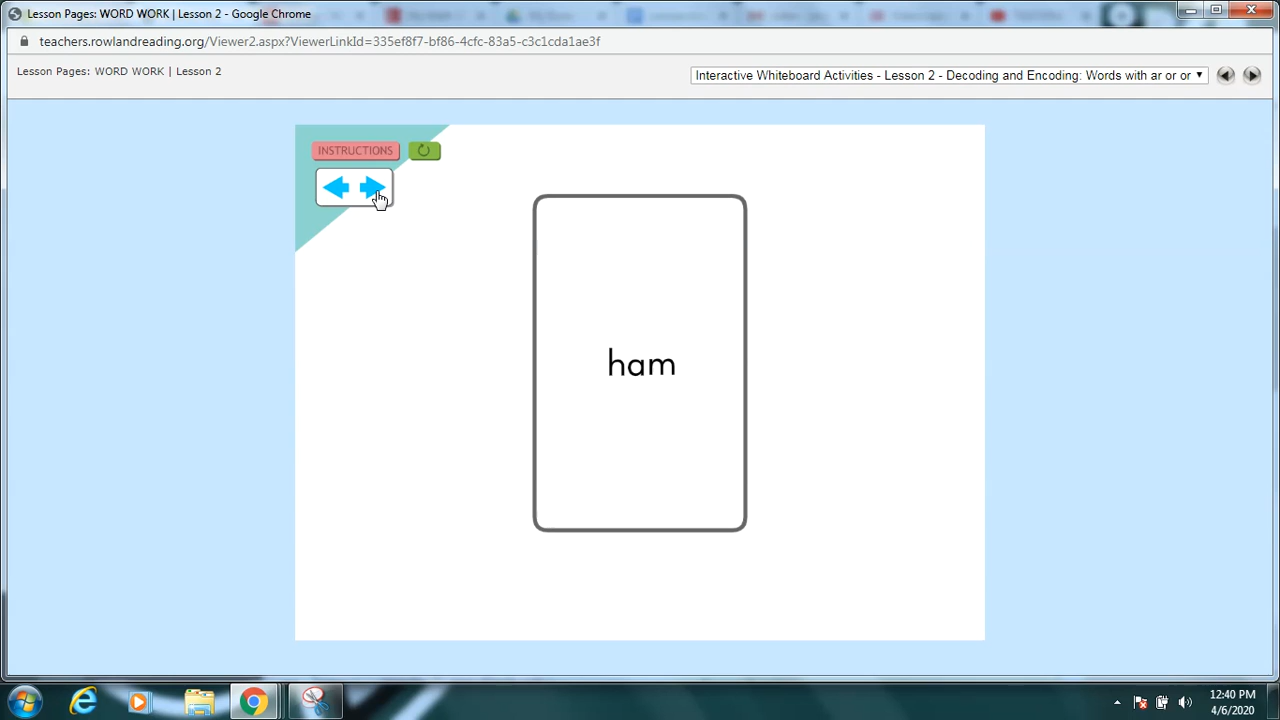 Lesson Pages: WORD WORK | Lesson 2 - Google Chrome
teachers.rowlandreading.org/Viewer2.aspx?ViewerLinkId=335ef8f7-bf86-4cfc-83a5-c3c1cda1ae3f
Lesson Pages: WORD WORK | Lesson 2
Interactive Whiteboard Activities - Lesson 2 - Decoding and Encoding: Words with ar or or
INSTRUCTIONS
ham
12:40 PM
4/6/2020